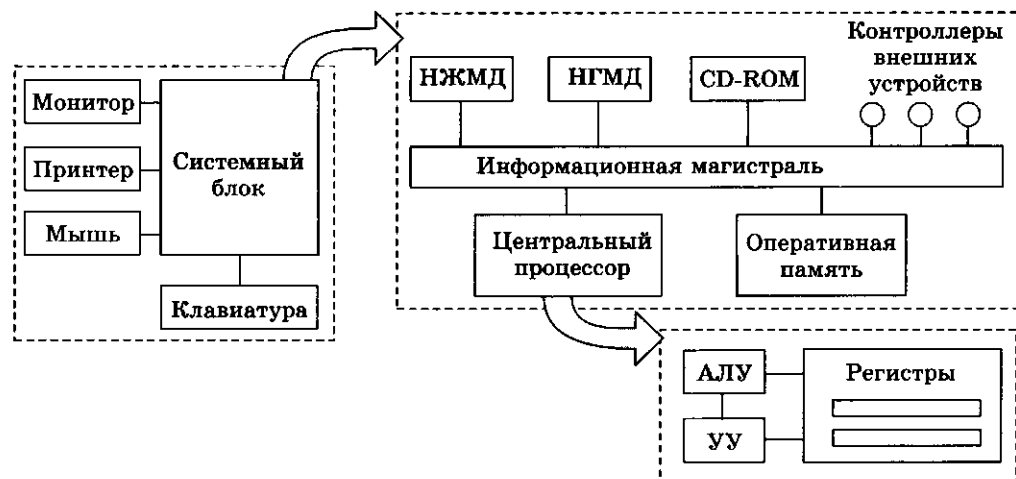 Монитор
Принтер
Мышь
Системный
блок
Клавиатура
НЖМД
НГМД
CD-ROM
Контроллеры
внешних
устройств
Информационная магистраль
Центральный
процессор
Оперативная
память
АЛУ
УУ
Регистры